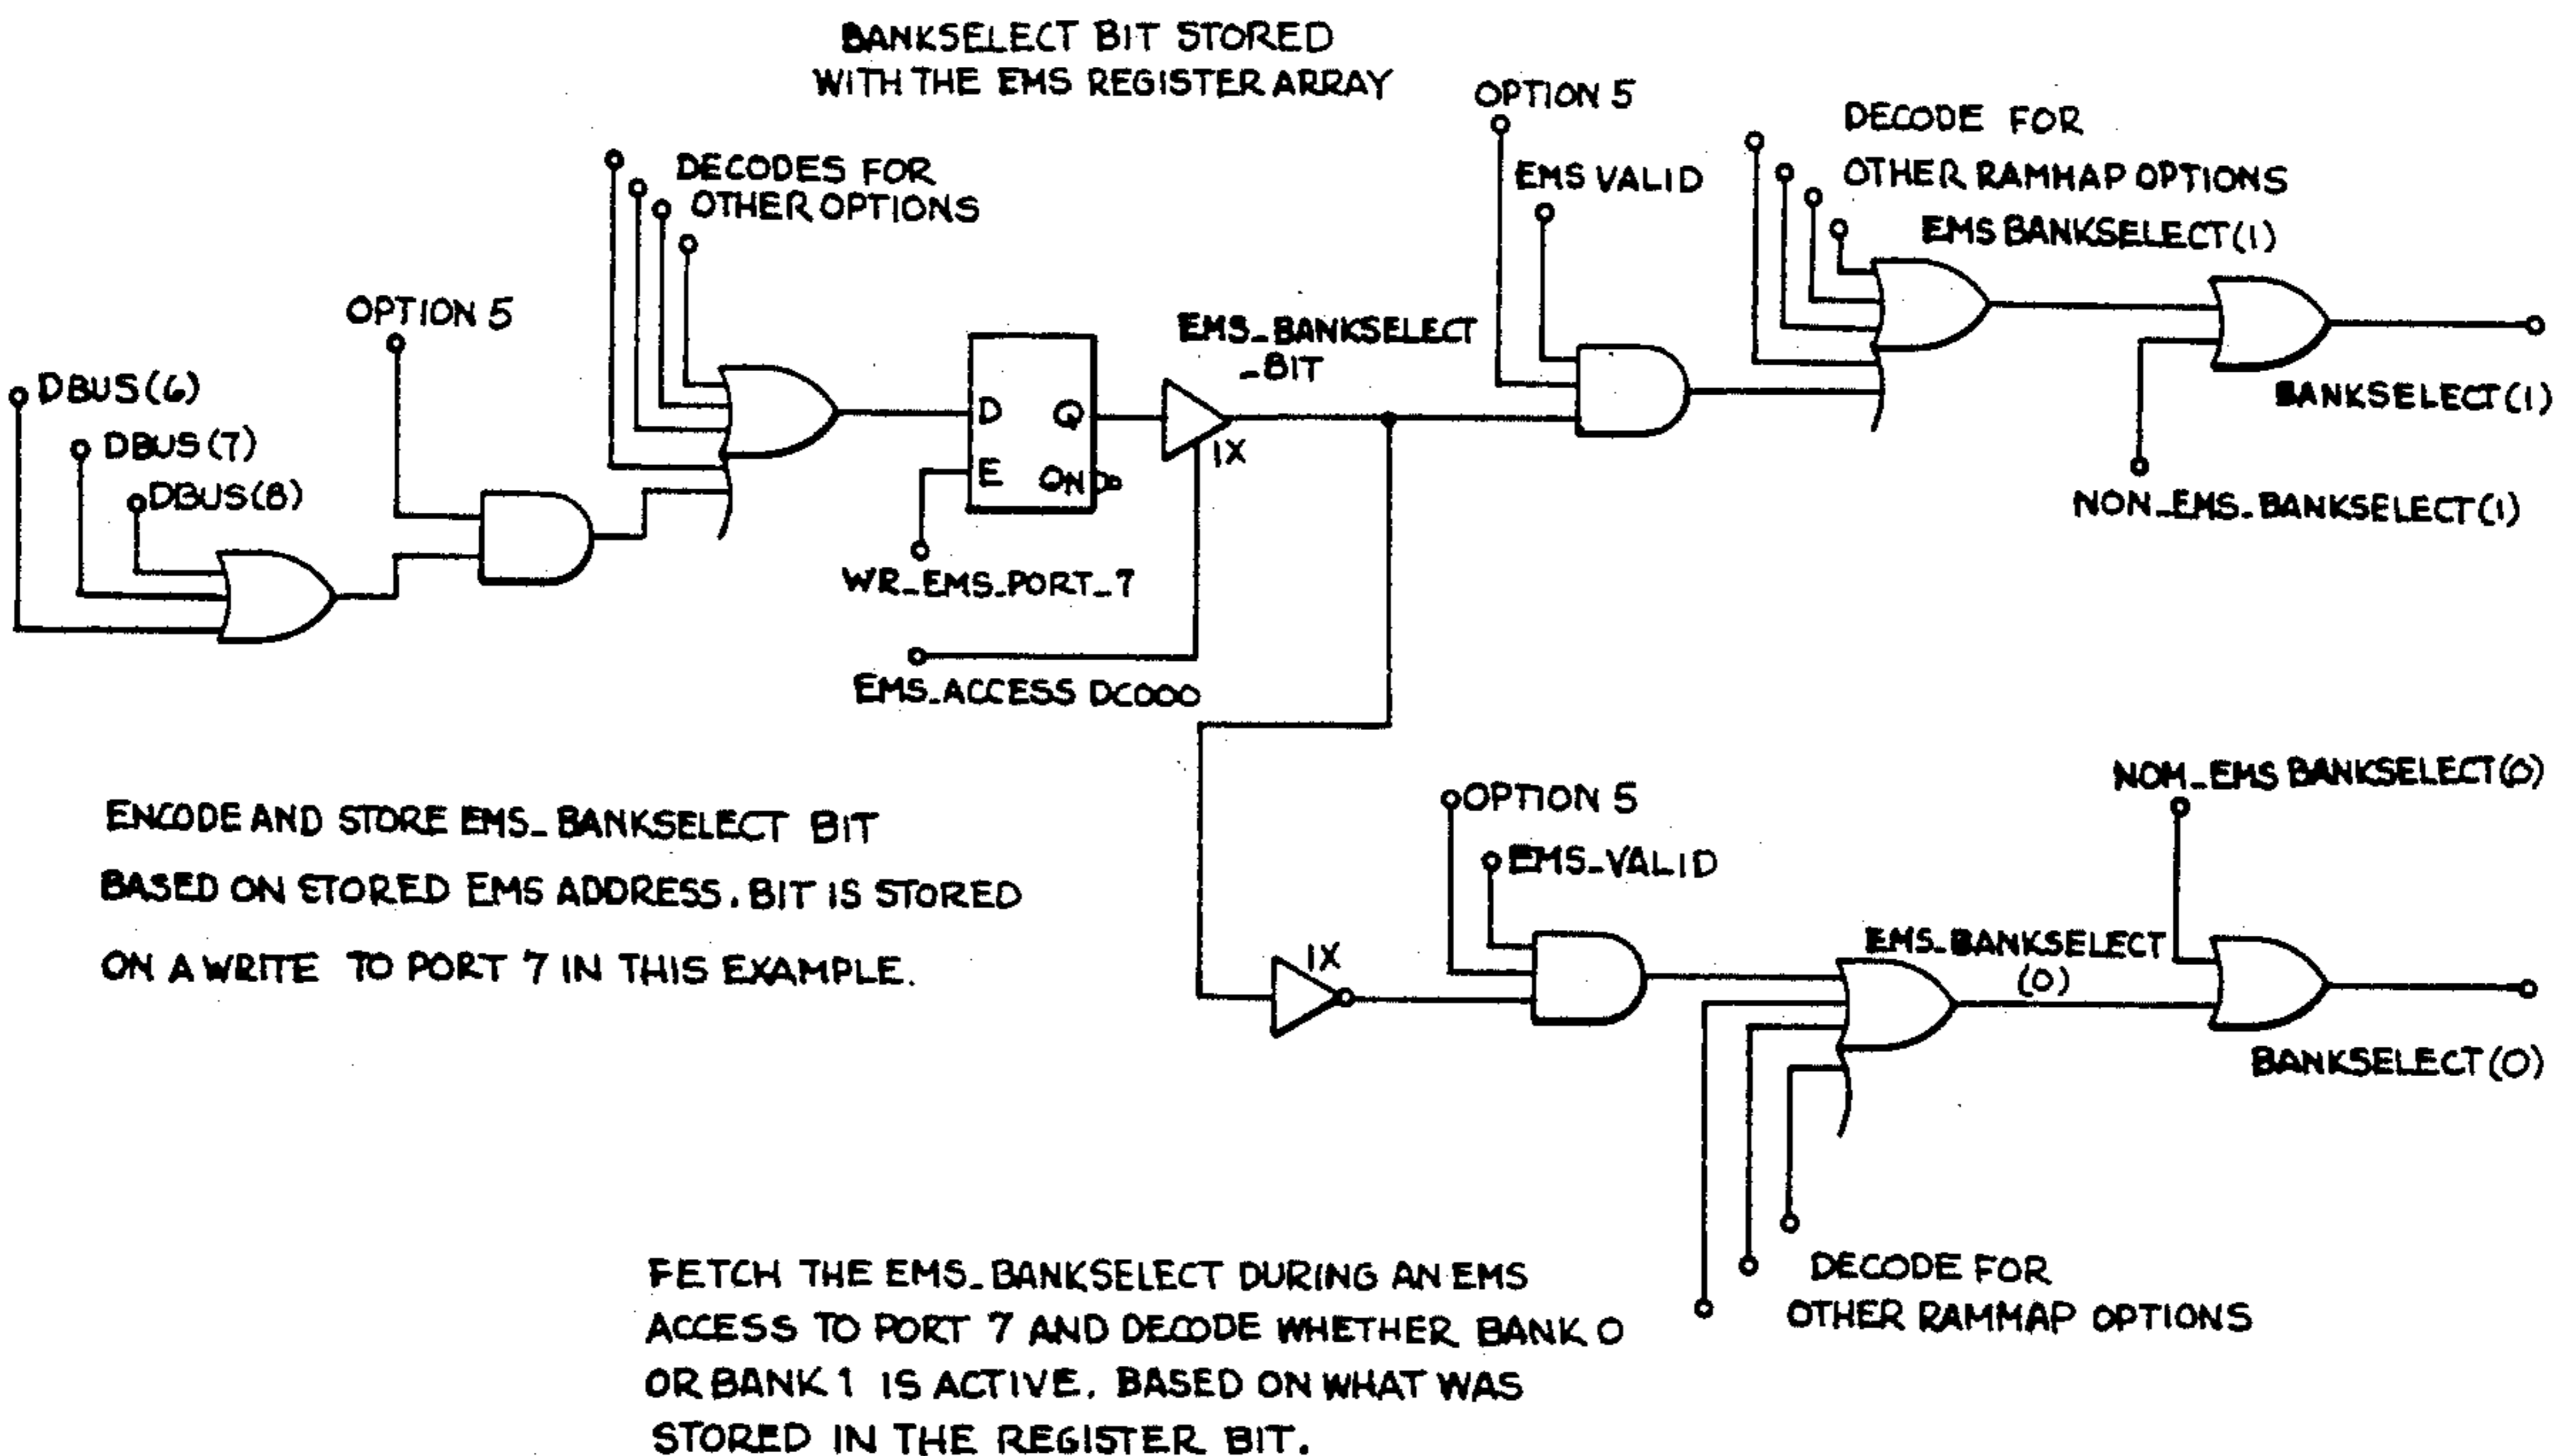 BANKSELECT BIT STORED
WITH THE EMS REGISTER ARRAY
OPTION 5
EMS VALID
DECODE FOR
OTHER RAMMAP OPTIONS
EMS BANKSELECT(1)
DECODES FOR
OTHER OPTIONS
OPTION 5
DBUS(6)
DBUS(7)
DBUS(8)
D
Q
E
QN
EMS_BANKSELECT
_BIT
1X
BANKSELECT(1)
NON_EMS_BANKSELECT(1)
WR_EMS_PORT_7
EMS_ACCESS DC000
NOM_EMS BANKSELECT(0)
OPTION 5
EMS_VALID
ENCODE AND STORE EMS_BANKSELECT BIT
BASED ON STORED EMS ADDRESS. BIT IS STORED
ON A WRITE TO PORT 7 IN THIS EXAMPLE.
1X
EMS_BANKSELECT
(0)
BANKSELECT(0)
DECODE FOR
OTHER RAMMAP OPTIONS
FETCH THE EMS_BANKSELECT DURING AN EMS
ACCESS TO PORT 7 AND DECODE WHETHER BANK 0
OR BANK 1 IS ACTIVE. BASED ON WHAT WAS
STORED IN THE REGISTER BIT.